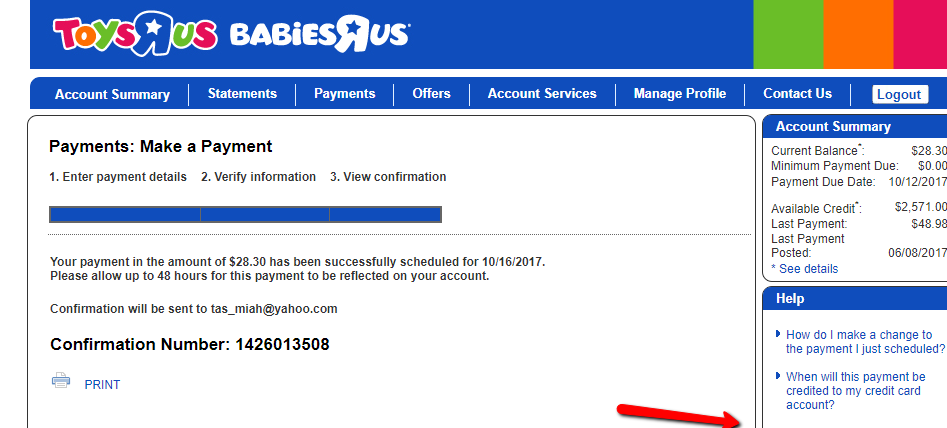 TOYS R US BABIES R US
Account Summary Statements Payments Offers Account Services Manage Profile Contact Us Logout
Payments: Make a Payment
1. Enter payment details 2. Verify information 3. View confirmation
Your payment in the amount of $28.30 has been successfully scheduled for 10/16/2017.
Please allow up to 48 hours for this payment to be reflected on your account.
Confirmation will be sent to tas_miah@yahoo.com
Confirmation Number: 1426013508
PRINT
Account Summary
Current Balance*: $28.30
Minimum Payment Due: $0.00
Payment Due Date: 10/12/2017
Available Credit*: $2,571.00
Last Payment: $48.98
Last Payment
Posted: 06/08/2017
* See details
Help
How do I make a change to
the payment I just scheduled?
When will this payment be
credited to my credit card
account?